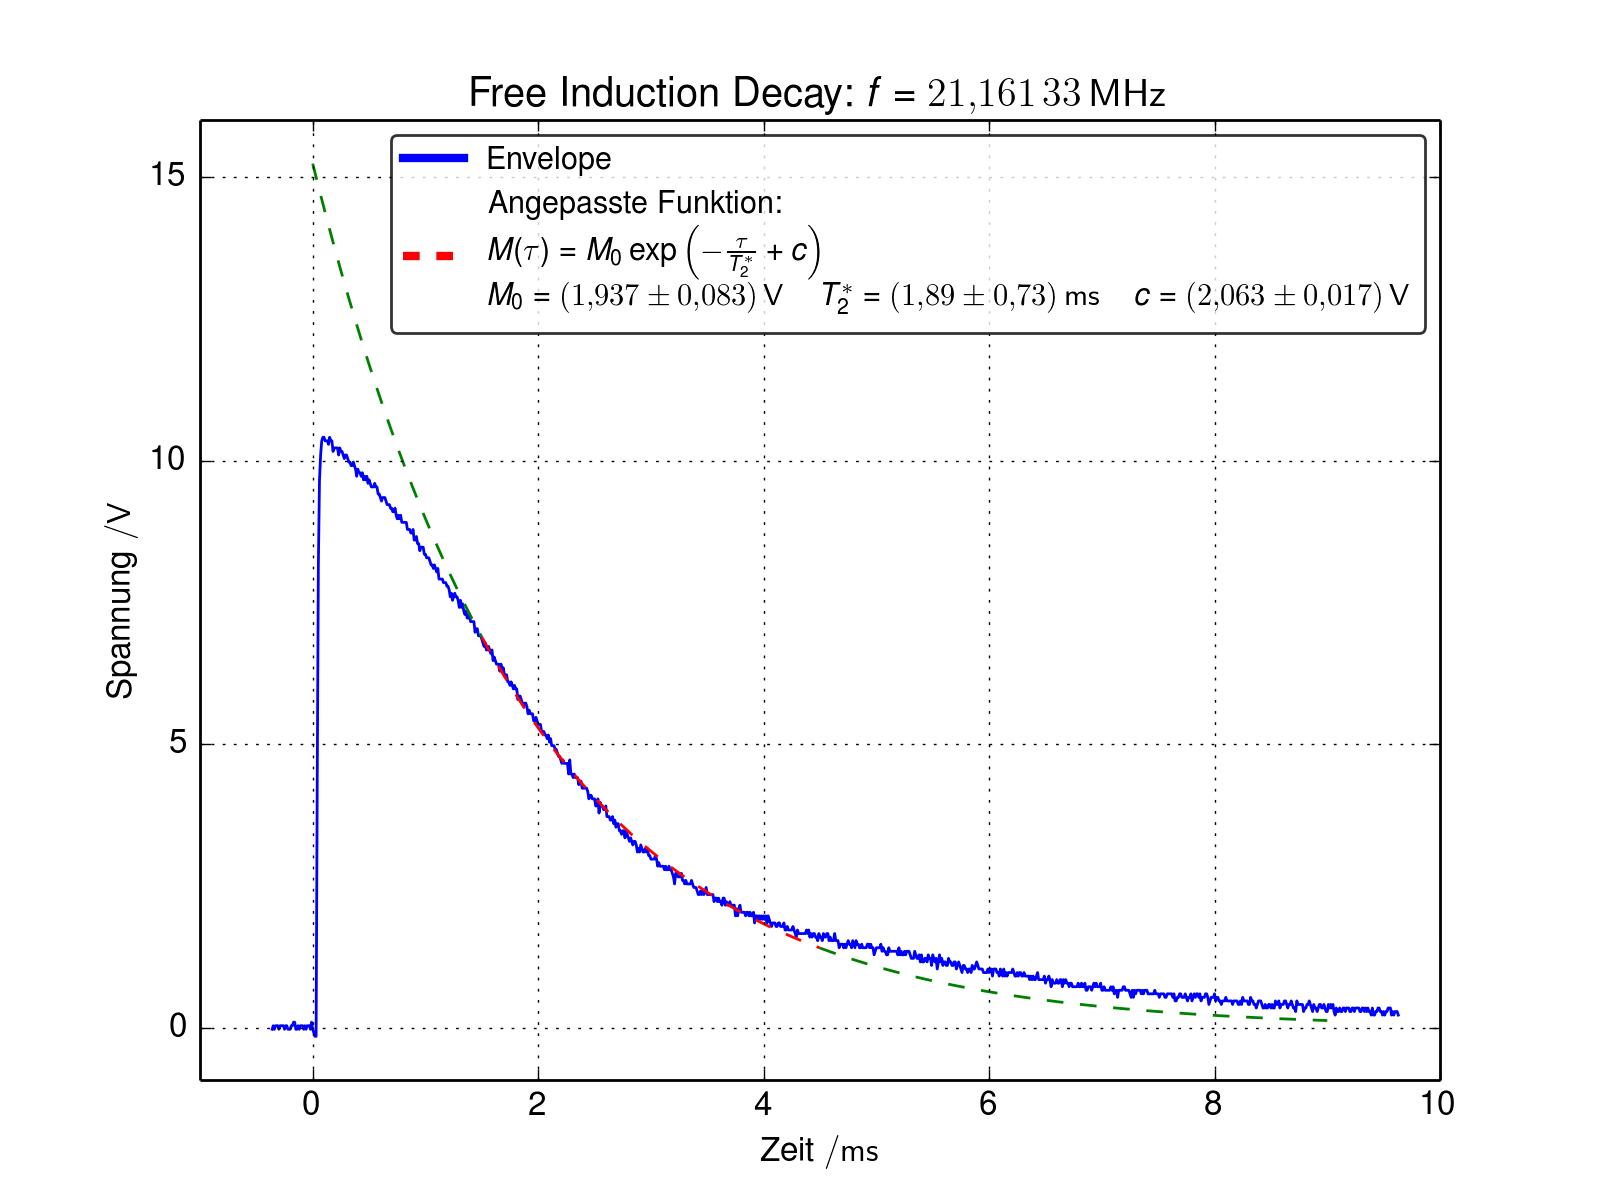 Free Induction Decay: f = 21,161 33 MHz
Envelope
Angepasste Funktion:
M(τ) = M₀ exp (−τ/T₂* + c)
M₀ = (1,937 ± 0,083) V T₂* = (1,89 ± 0,73) ms c = (2,063 ± 0,017) V
15
10
5
0
Spannung /V
0 2 4 6 8 10
Zeit /ms